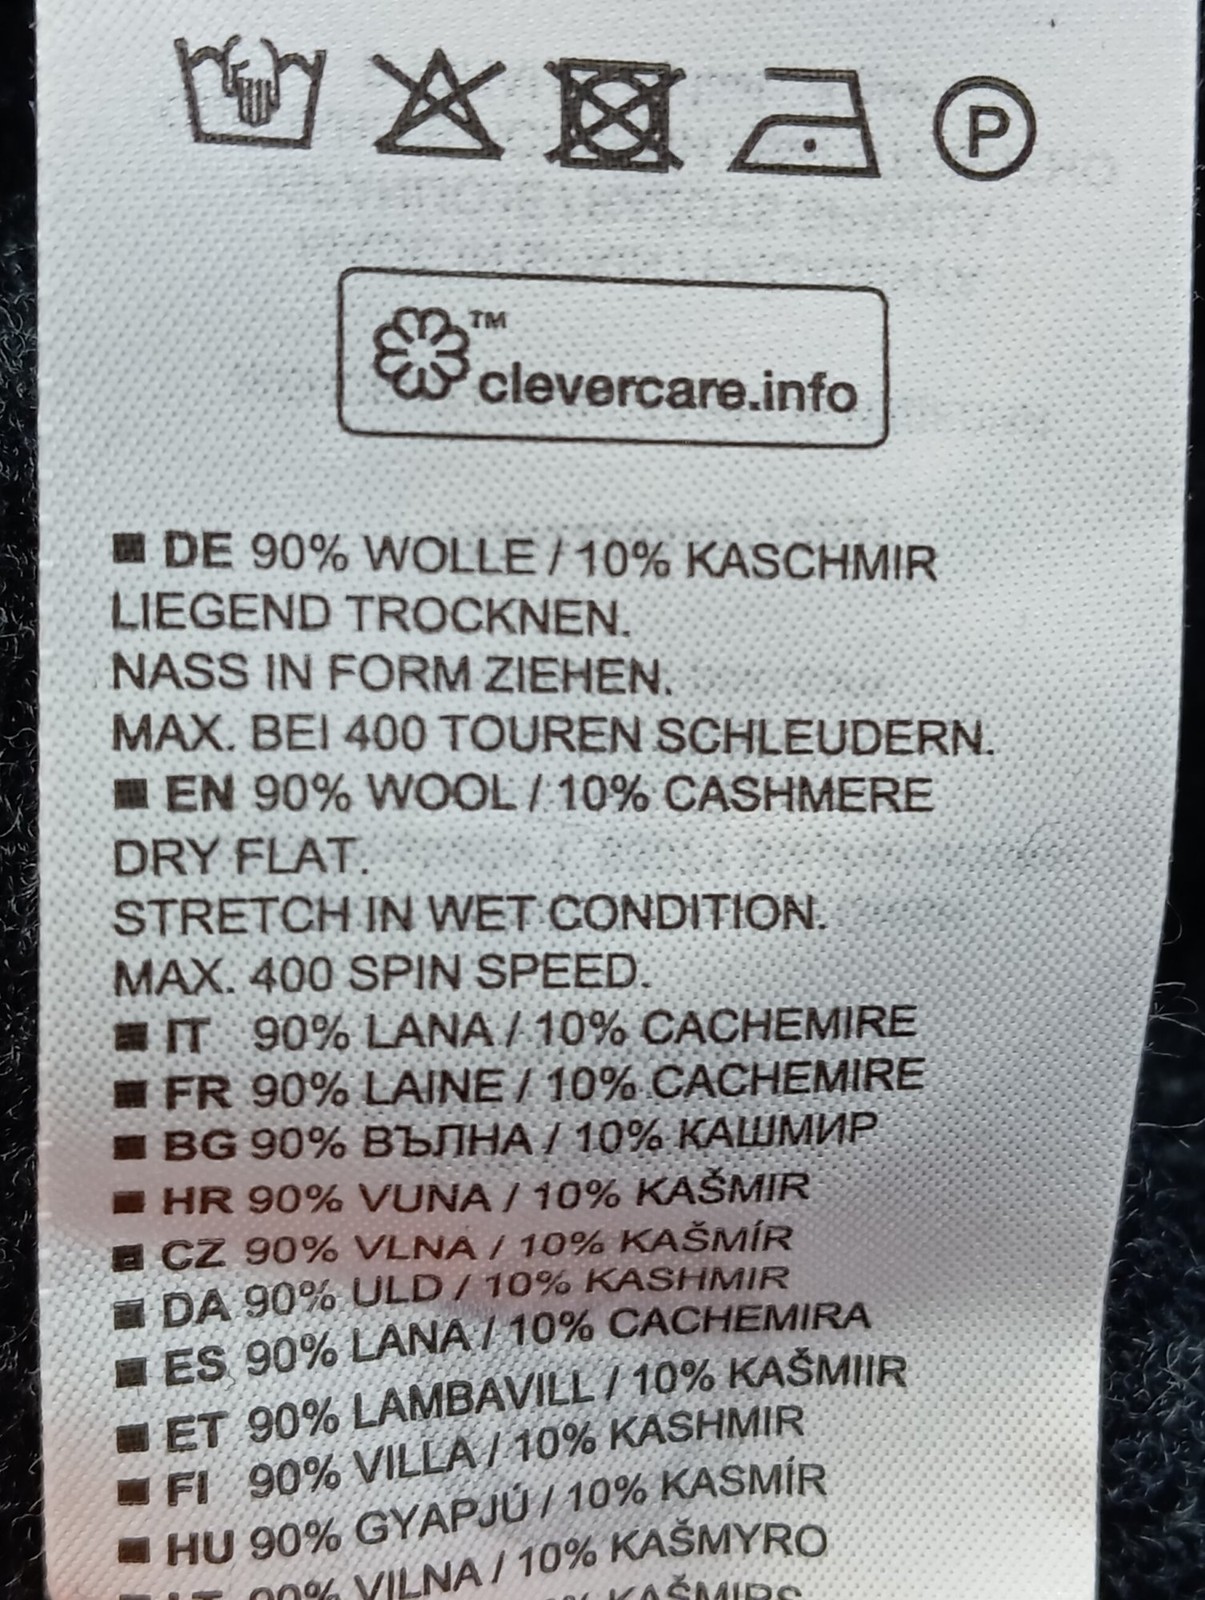 P
TM
clevercare.info
■ DE 90% WOLLE / 10% KASCHMIR
LIEGEND TROCKNEN.
NASS IN FORM ZIEHEN.
MAX. BEI 400 TOUREN SCHLEUDERN.
■ EN 90% WOOL / 10% CASHMERE
DRY FLAT.
STRETCH IN WET CONDITION.
MAX. 400 SPIN SPEED.
■ IT 90% LANA / 10% CACHEMIRE
■ FR 90% LAINE / 10% CACHEMIRE
■ BG 90% ВЪЛНА / 10% КАШМИР
■ HR 90% VUNA / 10% KAŠMIR
■ CZ 90% VLNA / 10% KAŠMÍR
■ DA 90% ULD / 10% KASHMIR
■ ES 90% LANA / 10% CACHEMIRA
■ ET 90% LAMBAVILL / 10% KAŠMIIR
■ FI 90% VILLA / 10% KASHMIR
■ HU 90% GYAPJÚ / 10% KASMÍR
■ LT 90% VILNA / 10% KAŠMYRO
KAŠMIRS